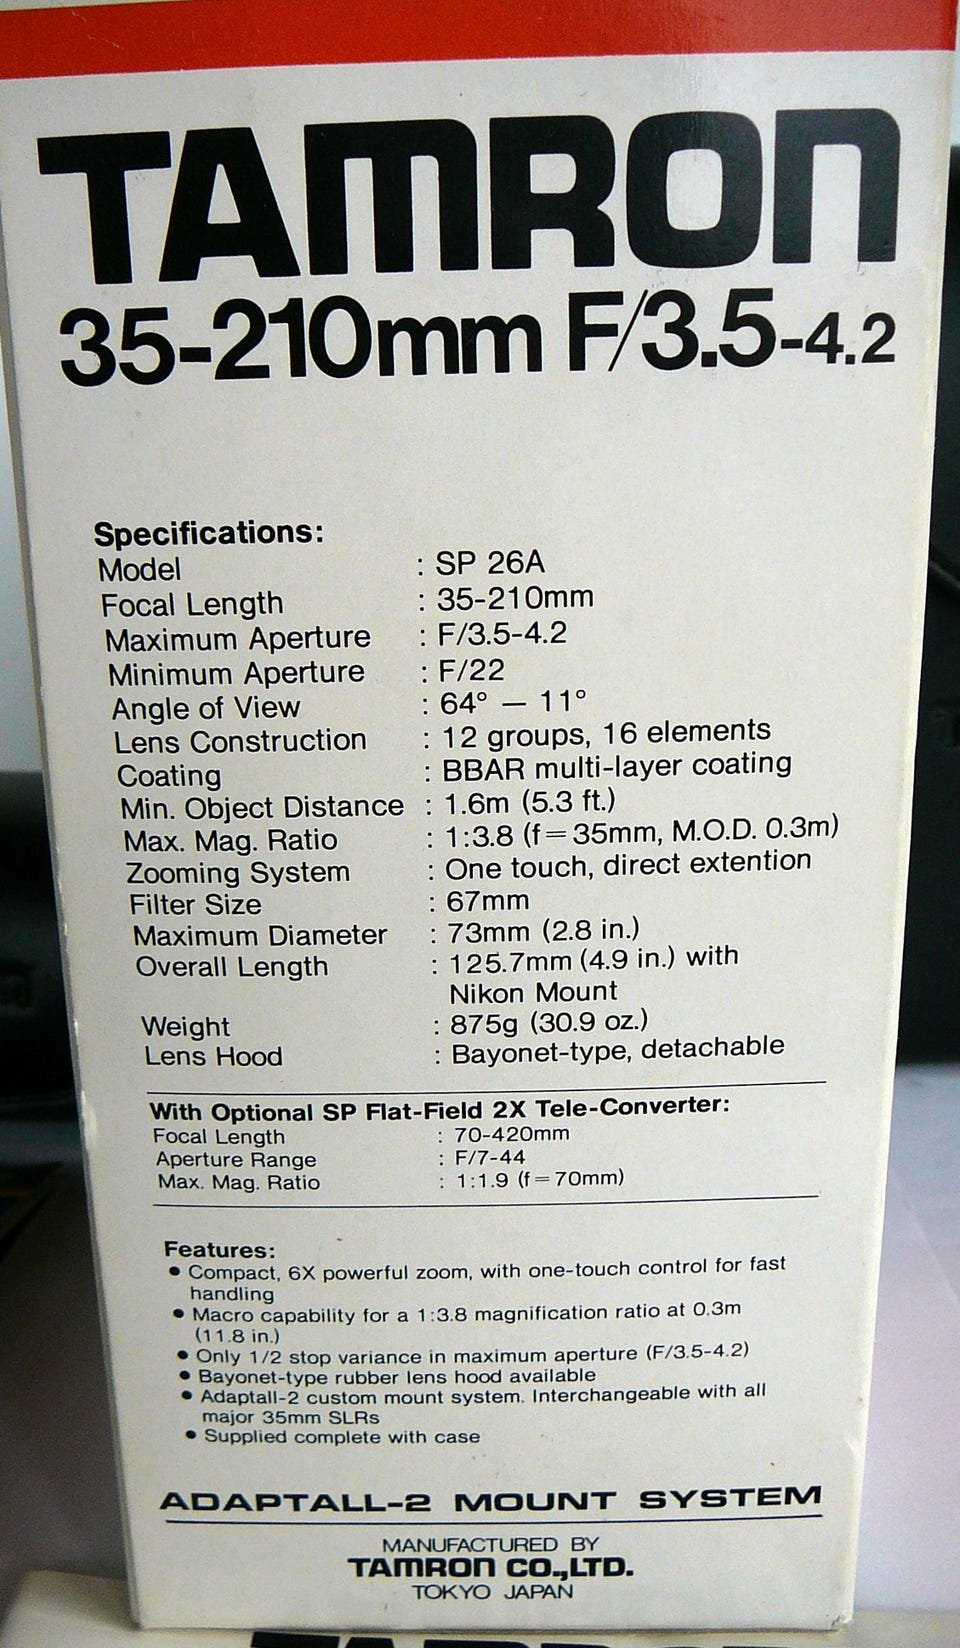 TAMRON
35-210mm F/3.5-4.2
Specifications:
Model : SP 26A
Focal Length : 35-210mm
Maximum Aperture : F/3.5-4.2
Minimum Aperture : F/22
Angle of View : 64° — 11°
Lens Construction : 12 groups, 16 elements
Coating : BBAR multi-layer coating
Min. Object Distance : 1.6m (5.3 ft.)
Max. Mag. Ratio : 1:3.8 (f=35mm, M.O.D. 0.3m)
Zooming System : One touch, direct extention
Filter Size : 67mm
Maximum Diameter : 73mm (2.8 in.)
Overall Length : 125.7mm (4.9 in.) with
Nikon Mount
Weight : 875g (30.9 oz.)
Lens Hood : Bayonet-type, detachable
With Optional SP Flat-Field 2X Tele-Converter:
Focal Length : 70-420mm
Aperture Range : F/7-44
Max. Mag. Ratio : 1:1.9 (f=70mm)
Features:
• Compact, 6X powerful zoom, with one-touch control for fast
handling
• Macro capability for a 1:3.8 magnification ratio at 0.3m
(11.8 in.)
• Only 1/2 stop variance in maximum aperture (F/3.5-4.2)
• Bayonet-type rubber lens hood available
• Adaptall-2 custom mount system. Interchangeable with all
major 35mm SLRs
• Supplied complete with case
ADAPTALL-2 MOUNT SYSTEM
MANUFACTURED BY
TAMRON CO.,LTD.
TOKYO JAPAN
TAMRON